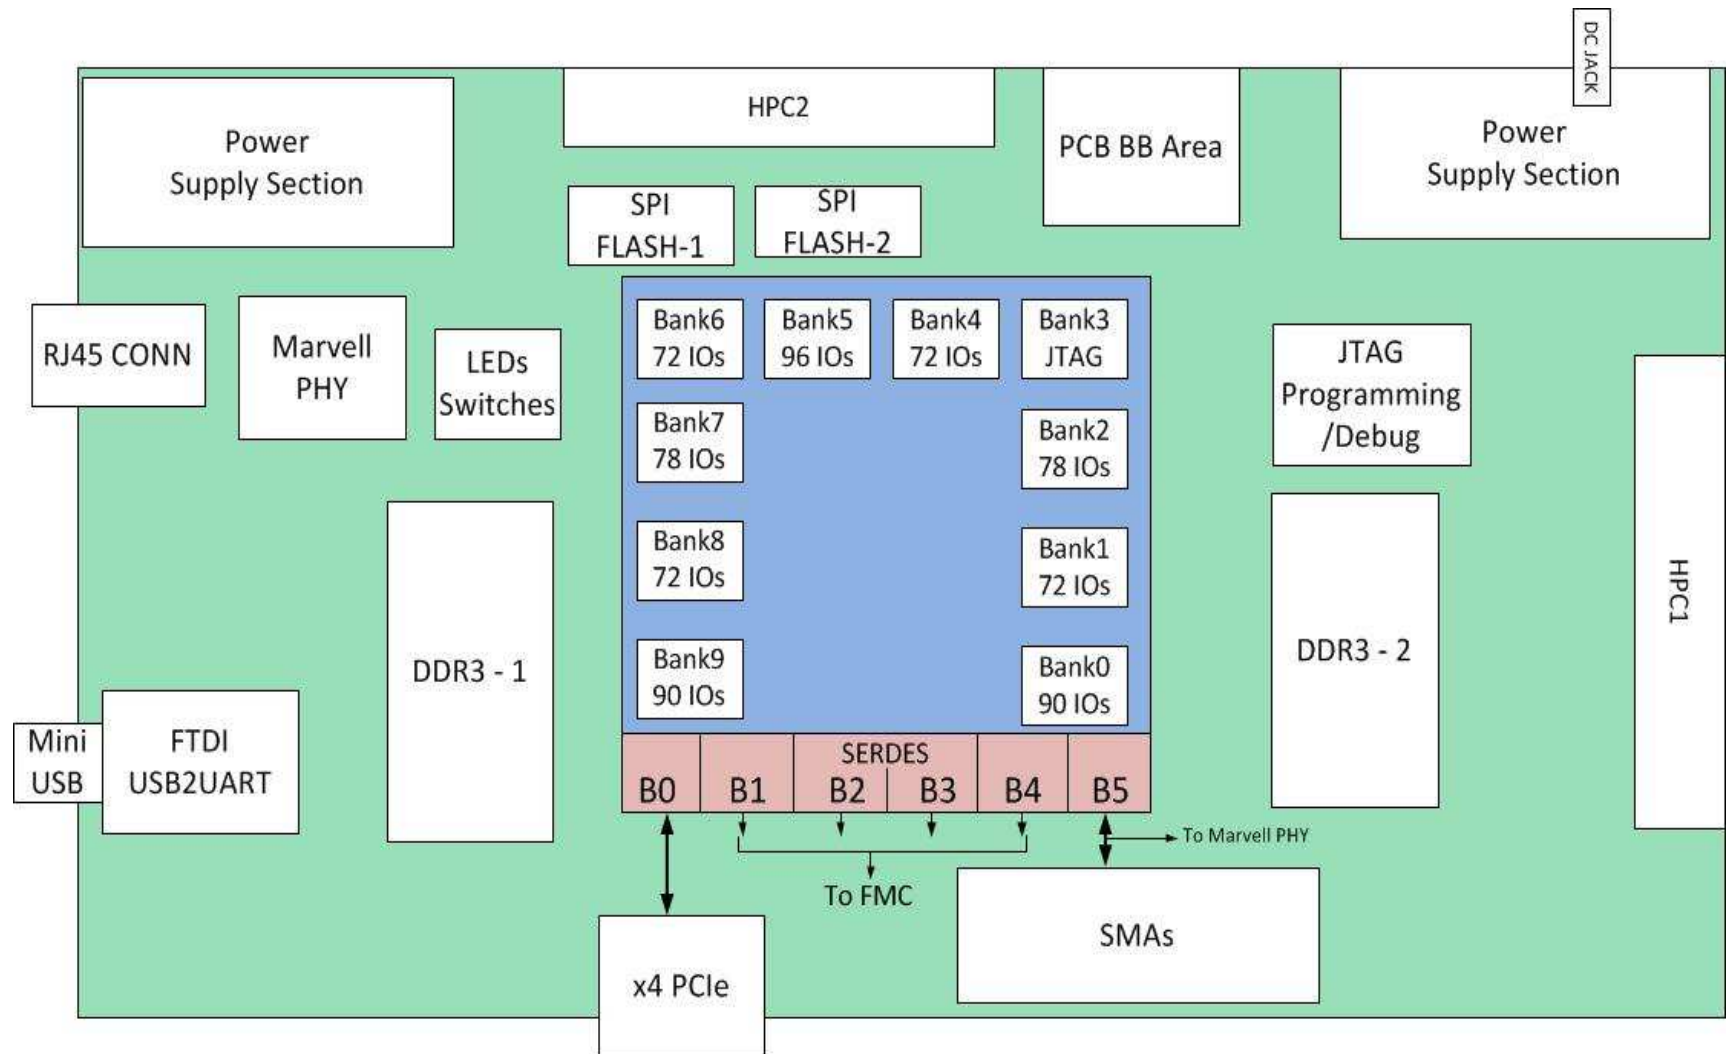 DC JACK
Power
Supply Section
HPC2
PCB BB Area
Power
Supply Section
SPI
FLASH-1
SPI
FLASH-2
RJ45 CONN
Marvell
PHY
LEDs
Switches
Bank6
72 IOs
Bank5
96 IOs
Bank4
72 IOs
Bank3
JTAG
JTAG
Programming
/Debug
Bank7
78 IOs
Bank2
78 IOs
Bank8
72 IOs
Bank1
72 IOs
HPC1
DDR3 - 1
Bank9
90 IOs
Bank0
90 IOs
DDR3 - 2
Mini
USB
FTDI
USB2UART
SERDES
B0
B1
B2
B3
B4
B5
To Marvell PHY
To FMC
SMAs
x4 PCIe